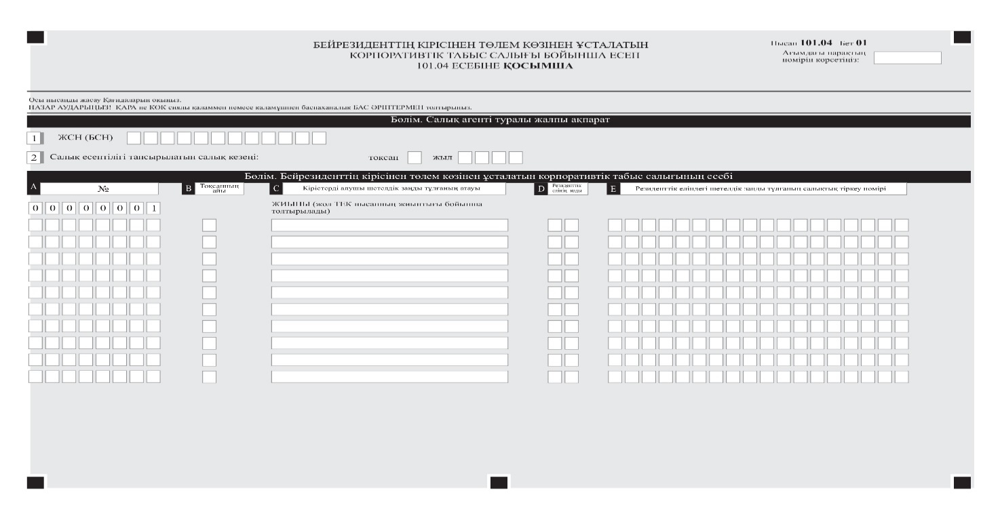 БЕЙРЕЗИДЕНТТІҢ КІРІСІНЕН ТӨЛЕМ КӨЗІНЕН ҰСТАЛАТЫН
КОРПОРАТИВТІК ТАБЫС САЛЫҒЫ БОЙЫНША ЕСЕП
101.04 ЕСЕБІНЕ ҚОСЫМША
Нысан 101.04 Бет 01
Ағымдағы парақтың
нөмірін көрсетіңіз:
Осы нысанды жасау Қағидаларын оқыңыз.
НАЗАР АУДАРЫҢЫЗ! ҚАРА не КӨК сиялы қаламмен немесе қаламұшпен баспаханалық БАС ӘРІПТЕРМЕН толтырыңыз.
Бөлім. Салық агенті туралы жалпы ақпарат
1 ЖСН (БСН)
2 Салық есептілігі тапсырылатын салық кезеңі: тоқсан жыл
Бөлім. Бейрезиденттің кірісінен төлем көзінен ұсталатын корпоративтік табыс салығының есебі
A №
B Тоқсанның
айы
C Кірістерді алушы шетелдік заңды тұлғаның атауы
D Резиденттік
елінің коды
E Резиденттік еліндегі шетелдік заңды тұлғаның салықтық тіркеу нөмірі
0 0 0 0 0 0 0 1
ЖИЫНЫ (жол ТЕК нысанның жиынтығы бойынша
толтырылады)